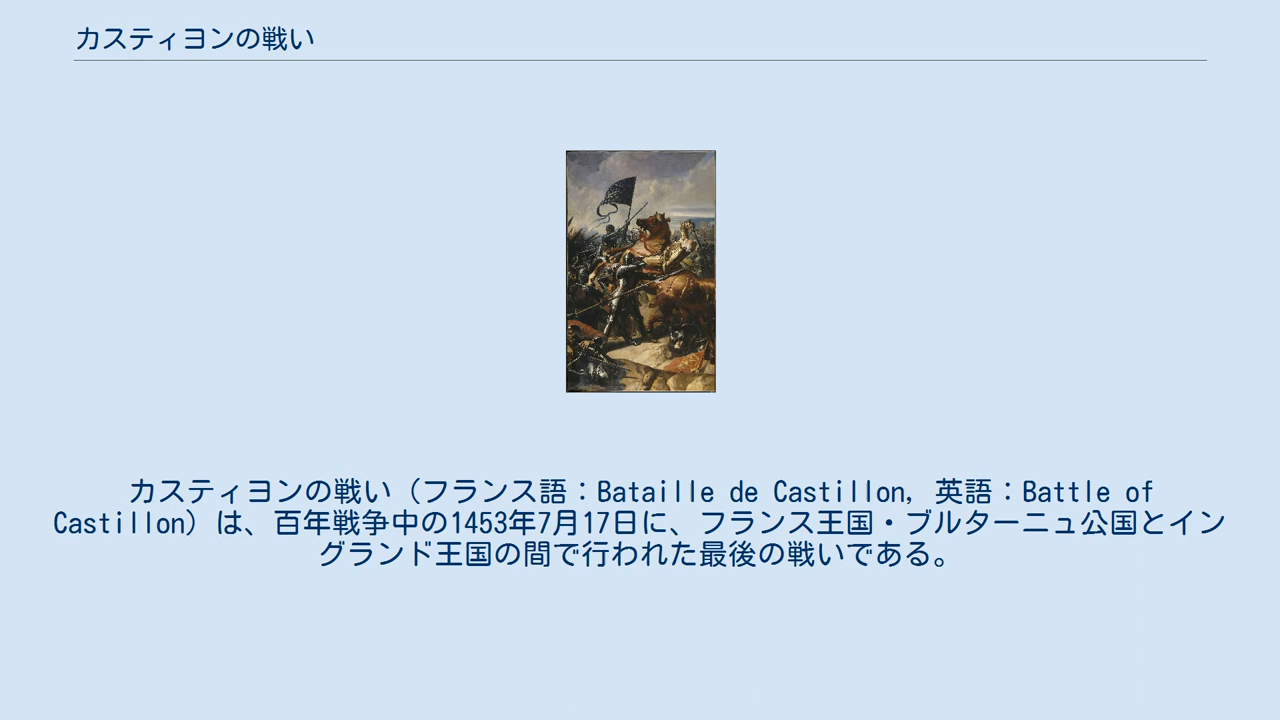 カスティヨンの戦い
カスティヨンの戦い（フランス語：Bataille de Castillon, 英語：Battle of
Castillon）は、百年戦争中の1453年7月17日に、フランス王国・ブルターニュ公国とイン
グランド王国の間で行われた最後の戦いである。